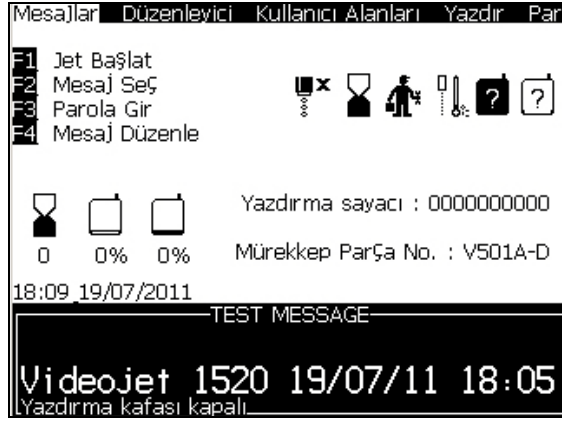 Mesajlar Düzenleyici Kullanıcı Alanları Yazdır Par
F1 Jet Başlat
F2 Mesaj Seç
F3 Parola Gir
F4 Mesaj Düzenle
? ?
Yazdırma sayacı : 0000000000
0 0% 0% Mürekkep Parça No. : V501A-D
18:09 19/07/2011
TEST MESSAGE
Videojet 1520 19/07/11 18:05
Yazdırma kafası kapalı